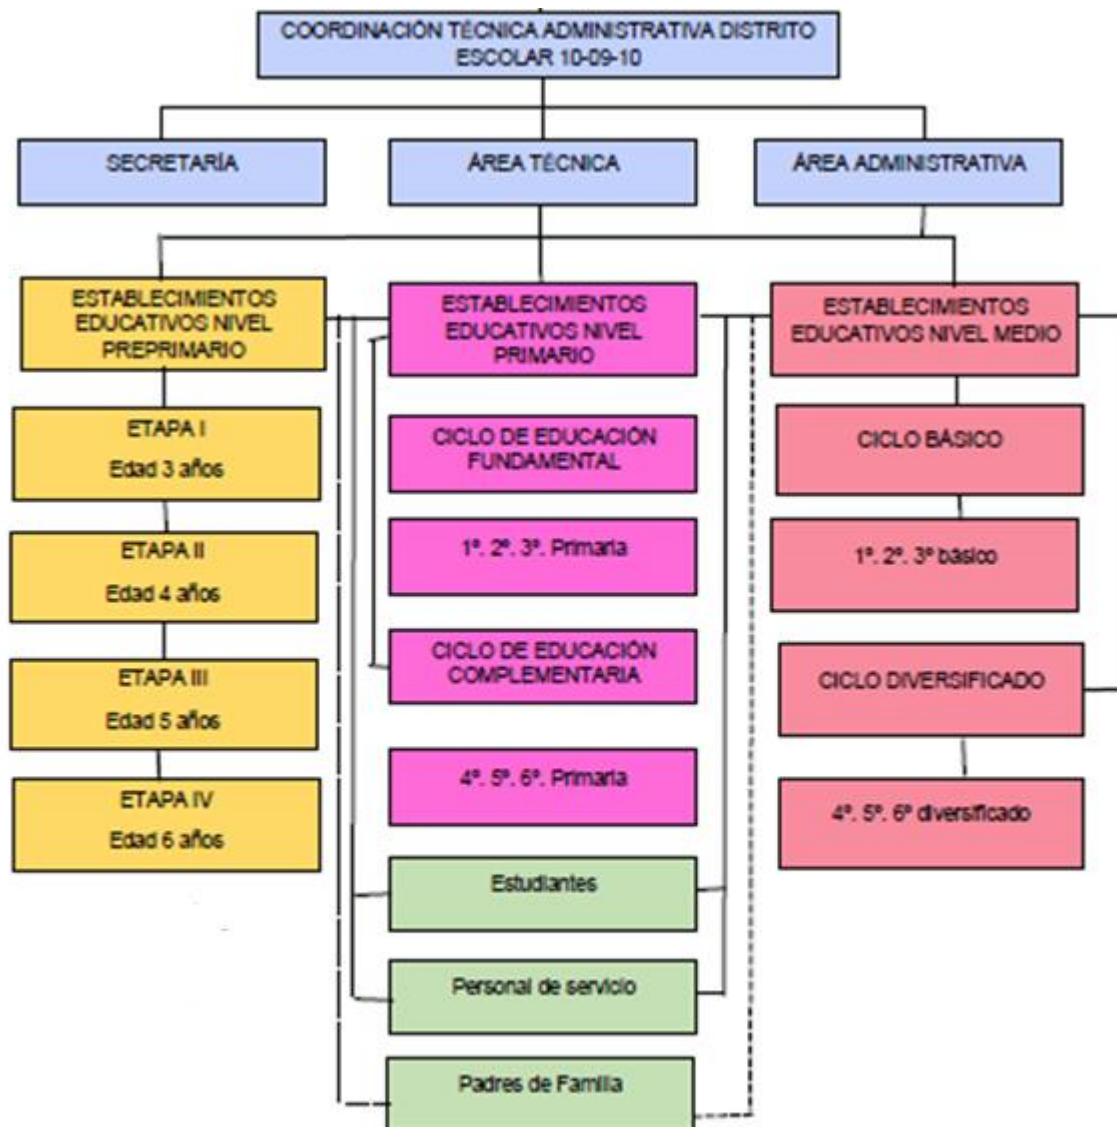 COORDINACIÓN TÉCNICA ADMINISTRATIVA DISTRITO
ESCOLAR 10-09-10
SECRETARÍA
ÁREA TÉCNICA
ÁREA ADMINISTRATIVA
ESTABLECIMIENTOS
EDUCATIVOS NIVEL
PREPRIMARIO
ETAPA I
Edad 3 años
ETAPA II
Edad 4 años
ETAPA III
Edad 5 años
ETAPA IV
Edad 6 años
ESTABLECIMIENTOS
EDUCATIVOS NIVEL
PRIMARIO
CICLO DE EDUCACIÓN
FUNDAMENTAL
1º. 2º. 3º. Primaria
CICLO DE EDUCACIÓN
COMPLEMENTARIA
4º. 5º. 6º. Primaria
Estudiantes
Personal de servicio
Padres de Familia
ESTABLECIMIENTOS
EDUCATIVOS NIVEL MEDIO
CICLO BÁSICO
1º. 2º. 3º básico
CICLO DIVERSIFICADO
4º. 5º. 6º diversificado